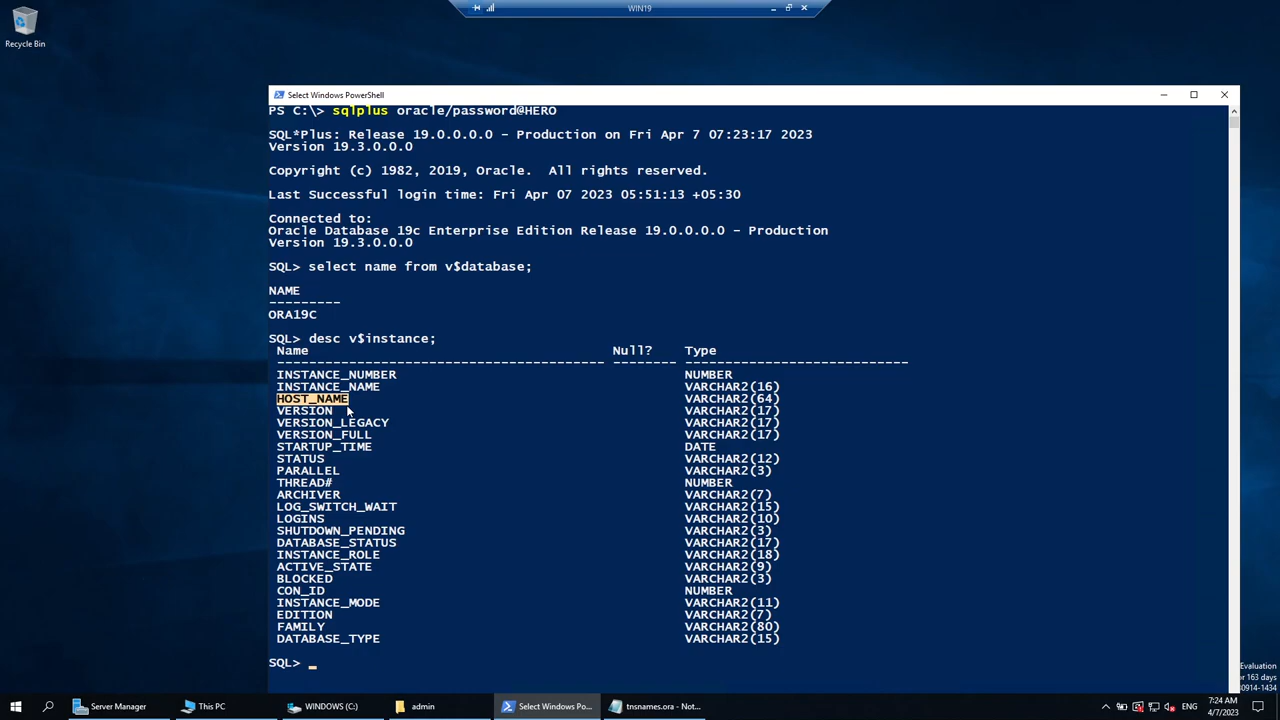 WIN19
Recycle Bin
Select Windows PowerShell
PS C:\> sqlplus oracle/password@HERO
SQL*Plus: Release 19.0.0.0.0 - Production on Fri Apr 7 07:23:17 2023
Version 19.3.0.0.0
Copyright (c) 1982, 2019, Oracle.  All rights reserved.
Last Successful login time: Fri Apr 07 2023 05:51:13 +05:30
Connected to:
Oracle Database 19c Enterprise Edition Release 19.0.0.0.0 - Production
Version 19.3.0.0.0
SQL> select name from v$database;
NAME
---------
ORA19C
SQL> desc v$instance;
Name Null? Type
----------------------------------------- -------- ----------------------------
INSTANCE_NUMBER NUMBER
INSTANCE_NAME VARCHAR2(16)
HOST_NAME VARCHAR2(64)
VERSION VARCHAR2(17)
VERSION_LEGACY VARCHAR2(17)
VERSION_FULL VARCHAR2(17)
STARTUP_TIME DATE
STATUS VARCHAR2(12)
PARALLEL VARCHAR2(3)
THREAD# NUMBER
ARCHIVER VARCHAR2(7)
LOG_SWITCH_WAIT VARCHAR2(15)
LOGINS VARCHAR2(10)
SHUTDOWN_PENDING VARCHAR2(3)
DATABASE_STATUS VARCHAR2(17)
INSTANCE_ROLE VARCHAR2(18)
ACTIVE_STATE VARCHAR2(9)
BLOCKED VARCHAR2(3)
CON_ID NUMBER
INSTANCE_MODE VARCHAR2(11)
EDITION VARCHAR2(7)
FAMILY VARCHAR2(80)
DATABASE_TYPE VARCHAR2(15)
SQL> _
Evaluation
or 163 days
30914-1434
Server Manager
This PC
WINDOWS (C:)
admin
Select Windows Po...
tnsnames.ora - Not...
ENG
7:24 AM
4/7/2023